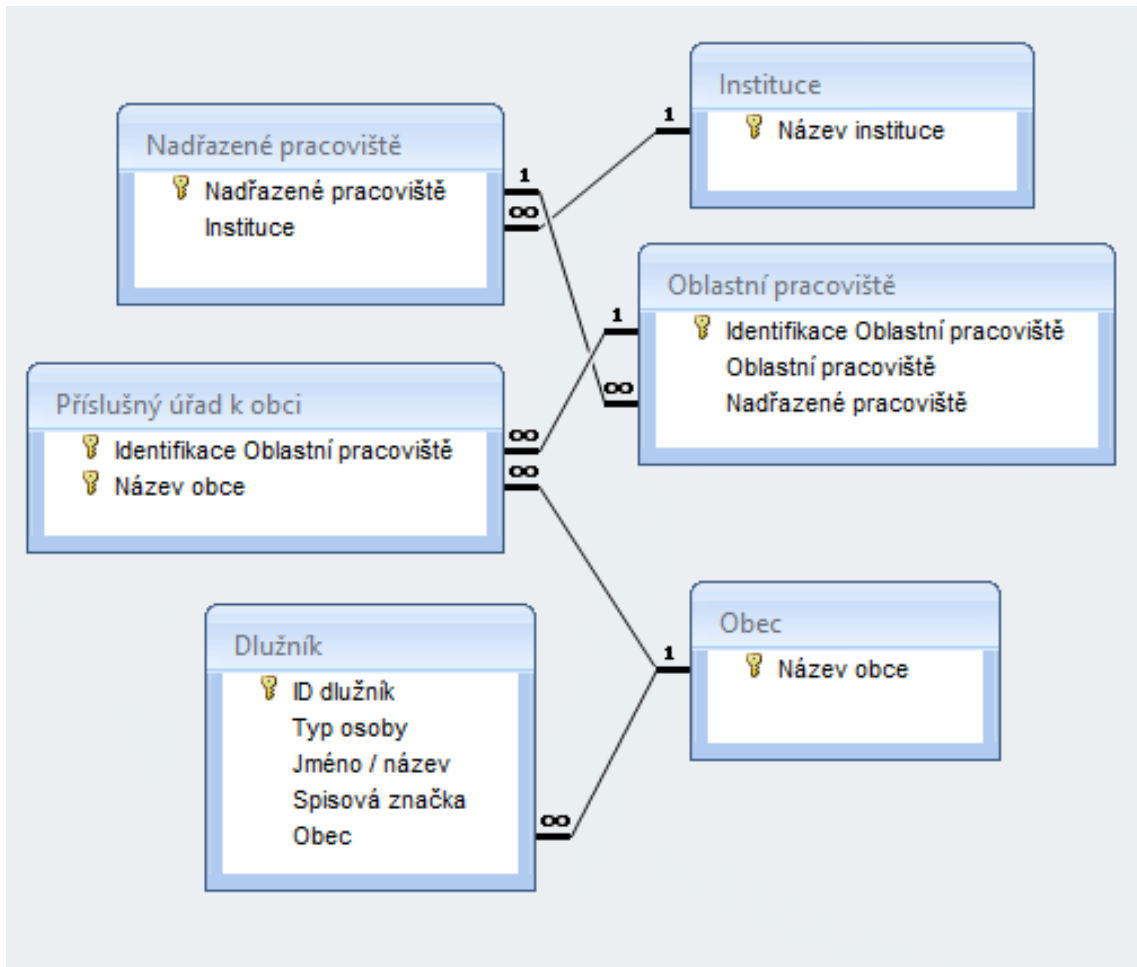 Instituce
Název instituce
Nadřazené pracoviště
Nadřazené pracoviště
Instituce
1
1
∞
Oblastní pracoviště
Identifikace Oblastní pracoviště
Oblastní pracoviště
Nadřazené pracoviště
1
∞
Příslušný úřad k obci
Identifikace Oblastní pracoviště
Název obce
∞
∞
Obec
Název obce
1
Dlužník
ID dlužník
Typ osoby
Jméno / název
Spisová značka
Obec
∞